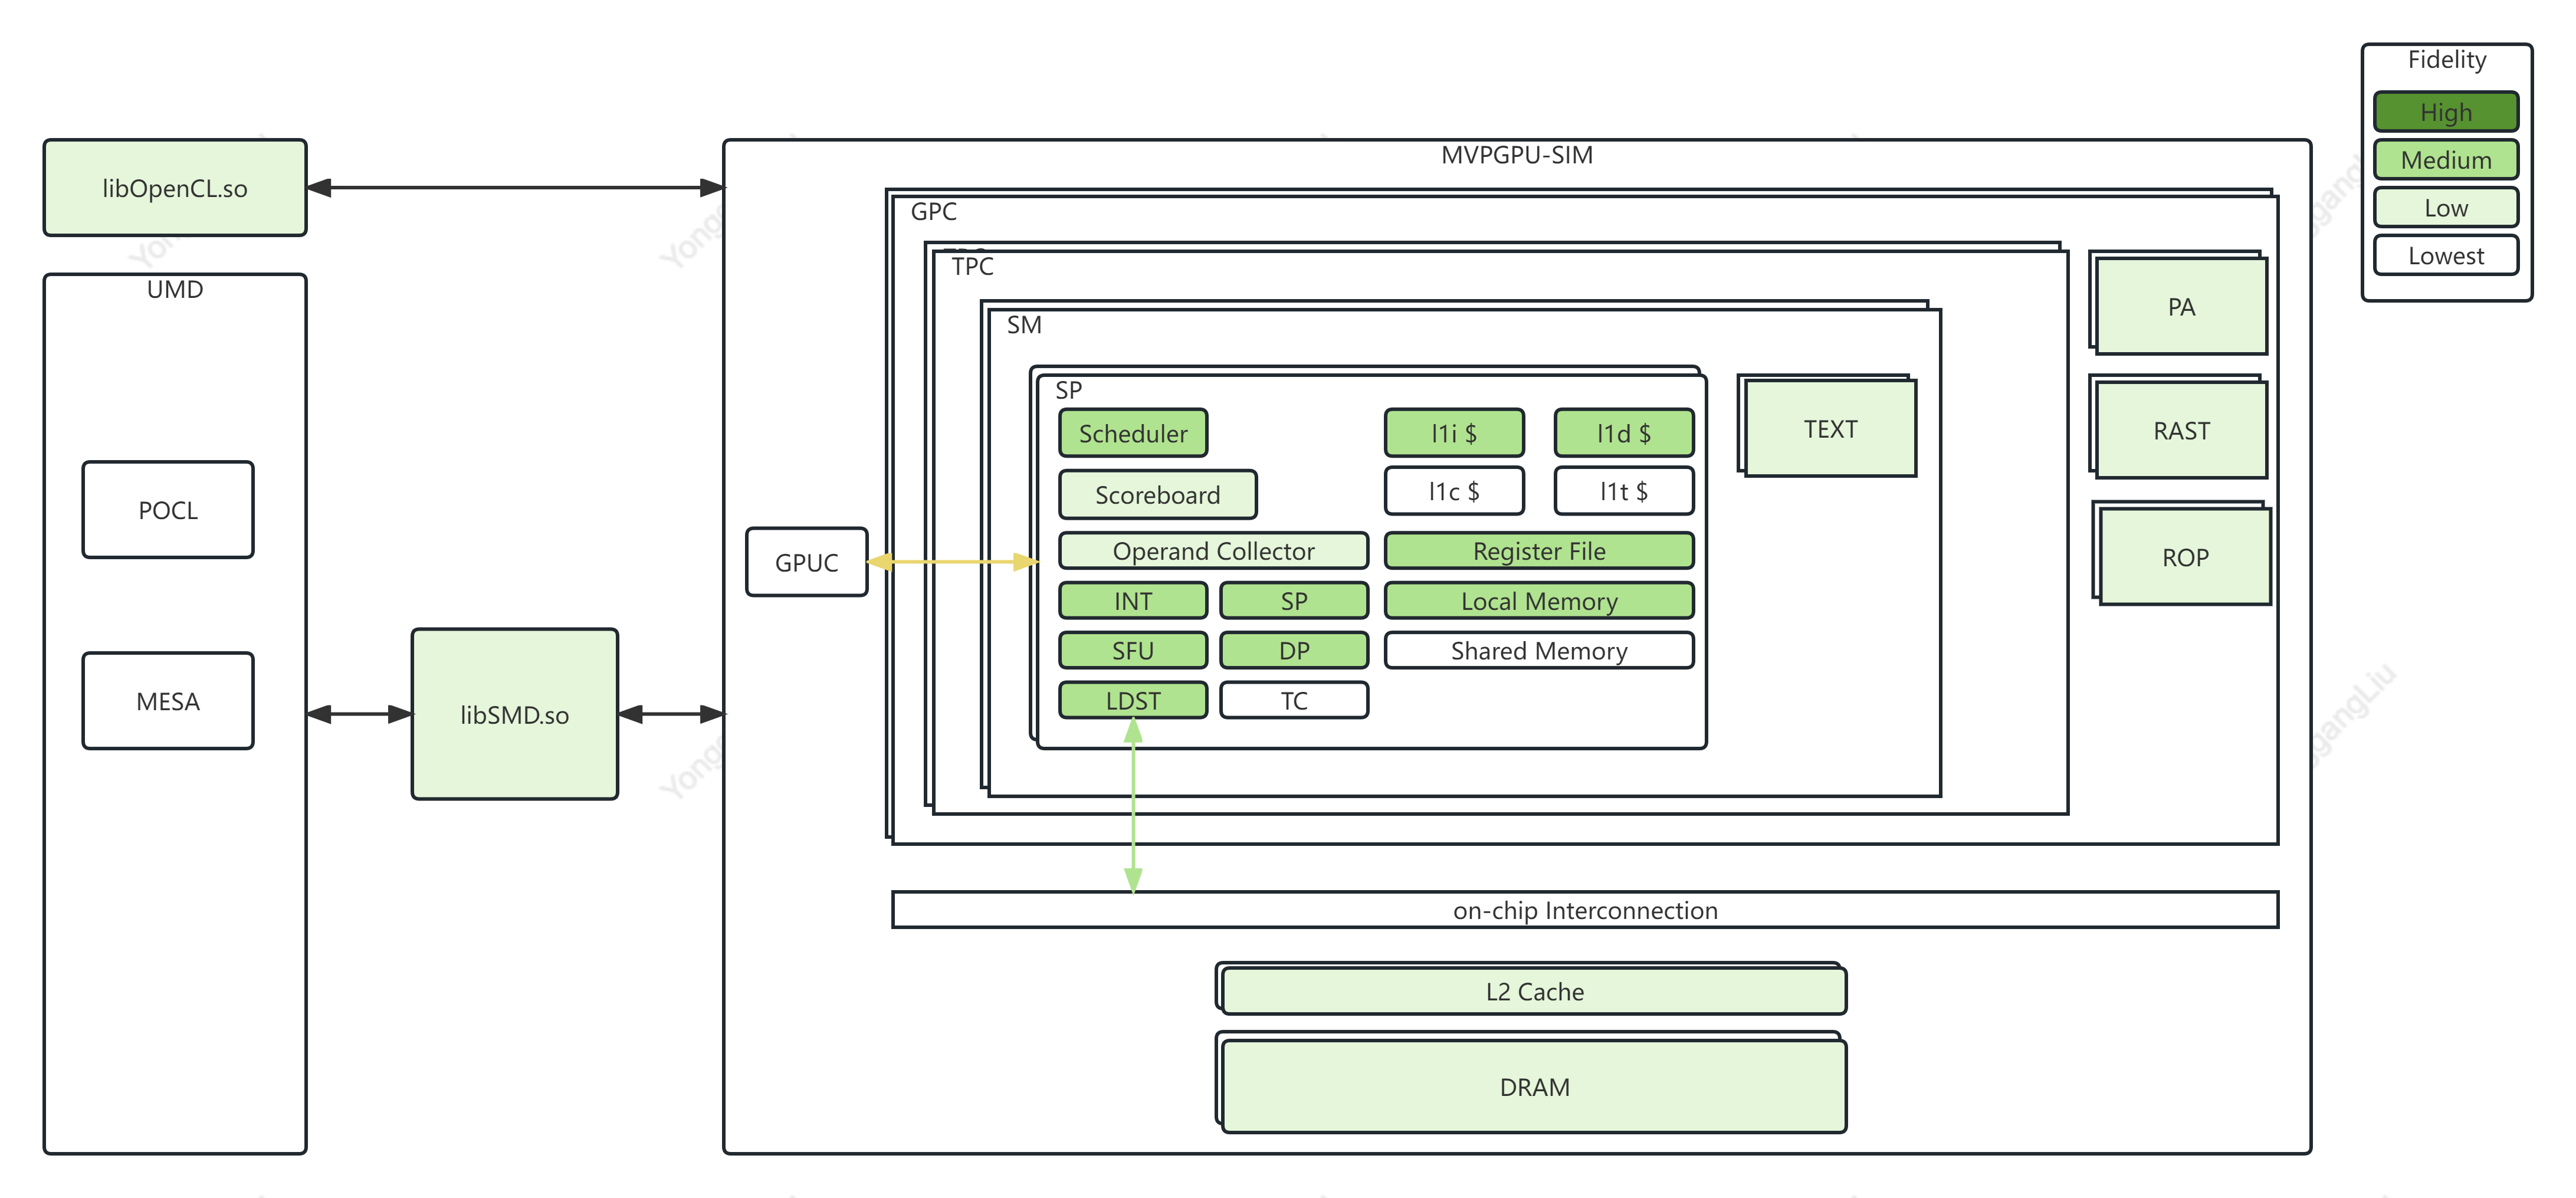 Fidelity
High
Medium
Low
Lowest
libOpenCL.so
UMD
POCL
MESA
libSMD.so
MVPGPU-SIM
GPUC
GPC
TPC
SM
SP
Scheduler
l1i $
l1d $
Scoreboard
l1c $
l1t $
Operand Collector
Register File
INT
SP
Local Memory
SFU
DP
Shared Memory
LDST
TC
TEXT
PA
RAST
ROP
on-chip Interconnection
L2 Cache
DRAM